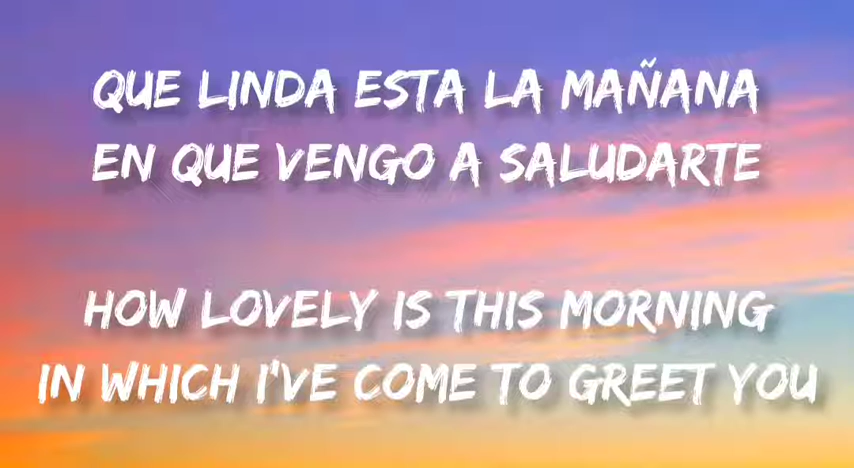 QUE LINDA ESTA LA MAÑANA
EN QUE VENGO A SALUDARTE
HOW LOVELY IS THIS MORNING
IN WHICH I'VE COME TO GREET YOU